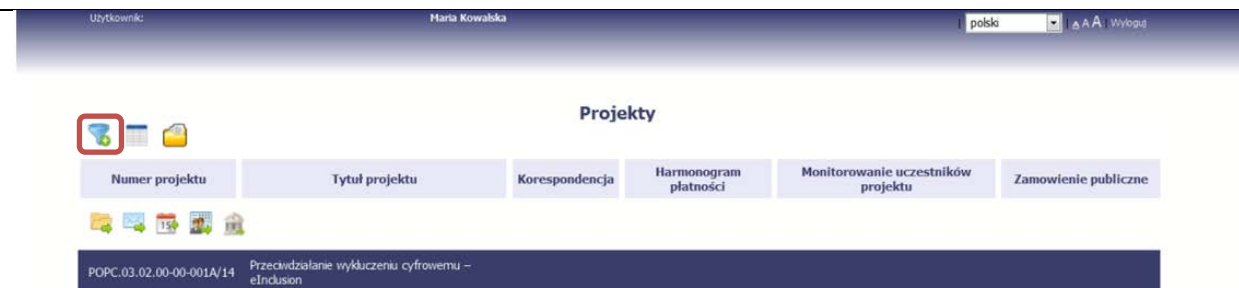 Użytkownik: Maria Kowalska polski A A A | Wyloguj
Projekty
Numer projektu Tytuł projektu Korespondencja Harmonogram płatności Monitorowanie uczestników projektu Zamowienie publiczne
15
POPC.03.02.00-00-001A/14 Przeciwdziałanie wykluczeniu cyfrowemu –
eInclusion